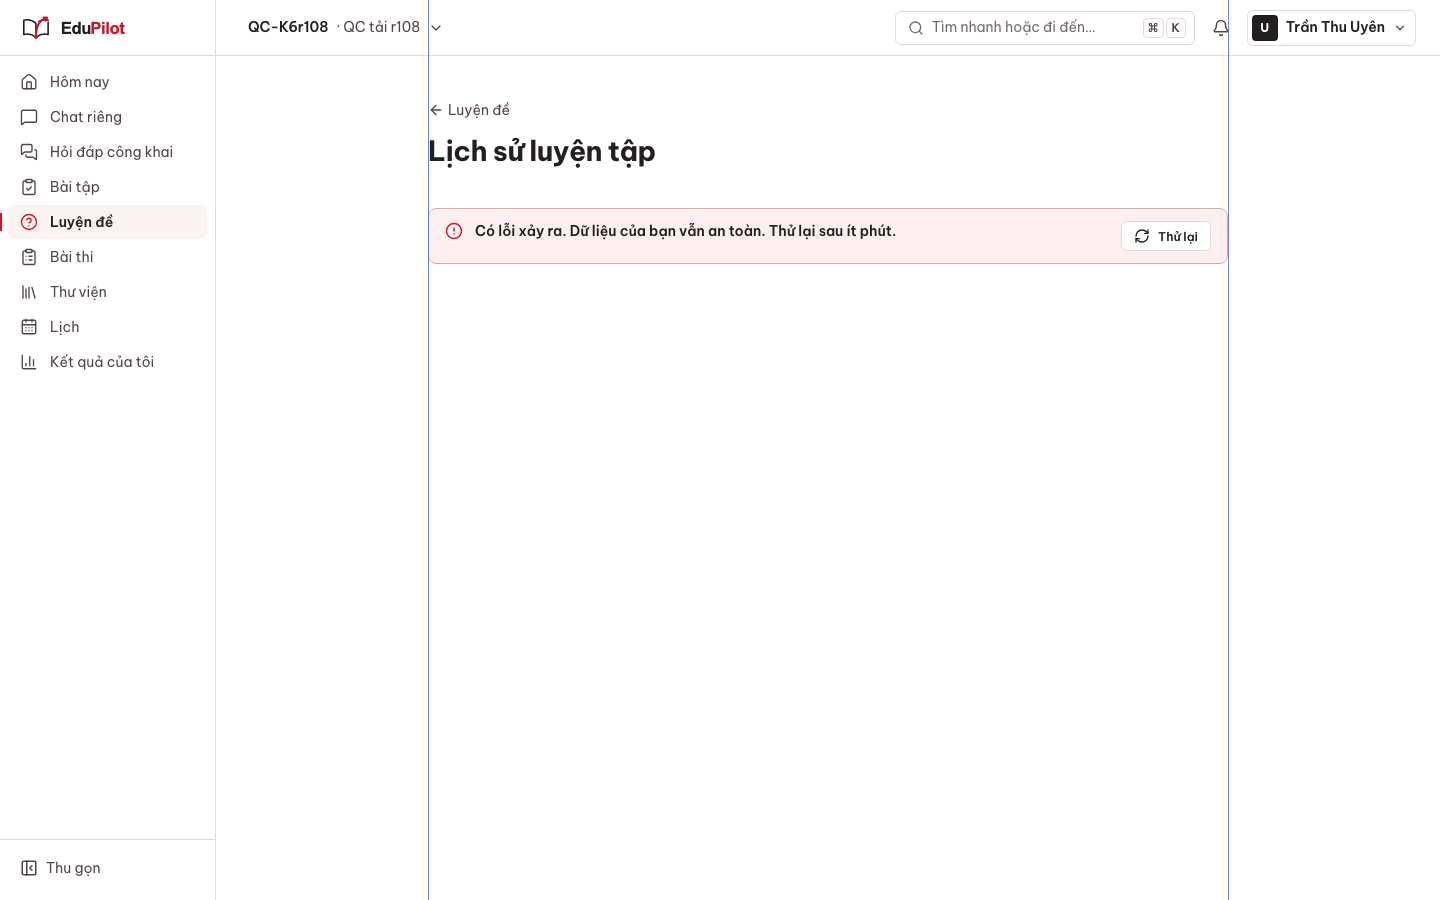 EduPilot
QC-K6r108 · QC tải r108
Tìm nhanh hoặc đi đến... ⌘ K
U Trần Thu Uyên
Hôm nay
Chat riêng
Hỏi đáp công khai
Bài tập
Luyện đề
Bài thi
Thư viện
Lịch
Kết quả của tôi
Thu gọn
Luyện đề
Lịch sử luyện tập
Có lỗi xảy ra. Dữ liệu của bạn vẫn an toàn. Thử lại sau ít phút.
Thử lại